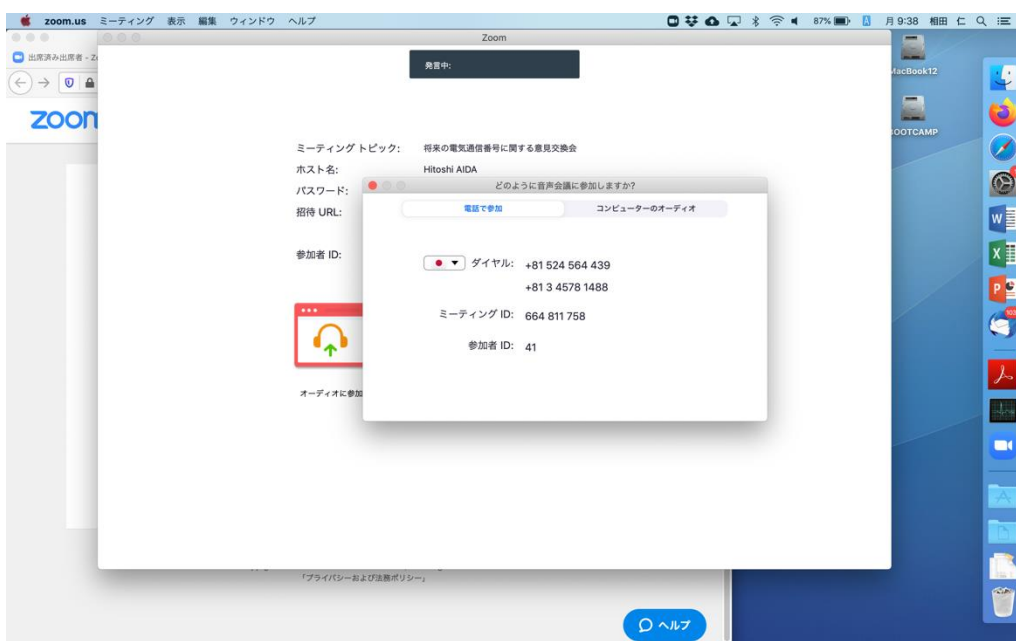 zoom.us ミーティング 表示 編集 ウィンドウ ヘルプ 87% 月 9:38 相田 仁
Zoom
出席済み出席者 - Zo
発言中:
zoom
MacBook12
BOOTCAMP
ミーティング トピック: 将来の電気通信番号に関する意見交換会
ホスト名: Hitoshi AIDA
パスワード:
招待 URL:
参加者 ID:
オーディオに参加
どのように音声会議に参加しますか?
電話で参加 コンピューターのオーディオ
ダイヤル: +81 524 564 439
+81 3 4578 1488
ミーティング ID: 664 811 758
参加者 ID: 41
「プライバシーおよび法務ポリシー」
ヘルプ